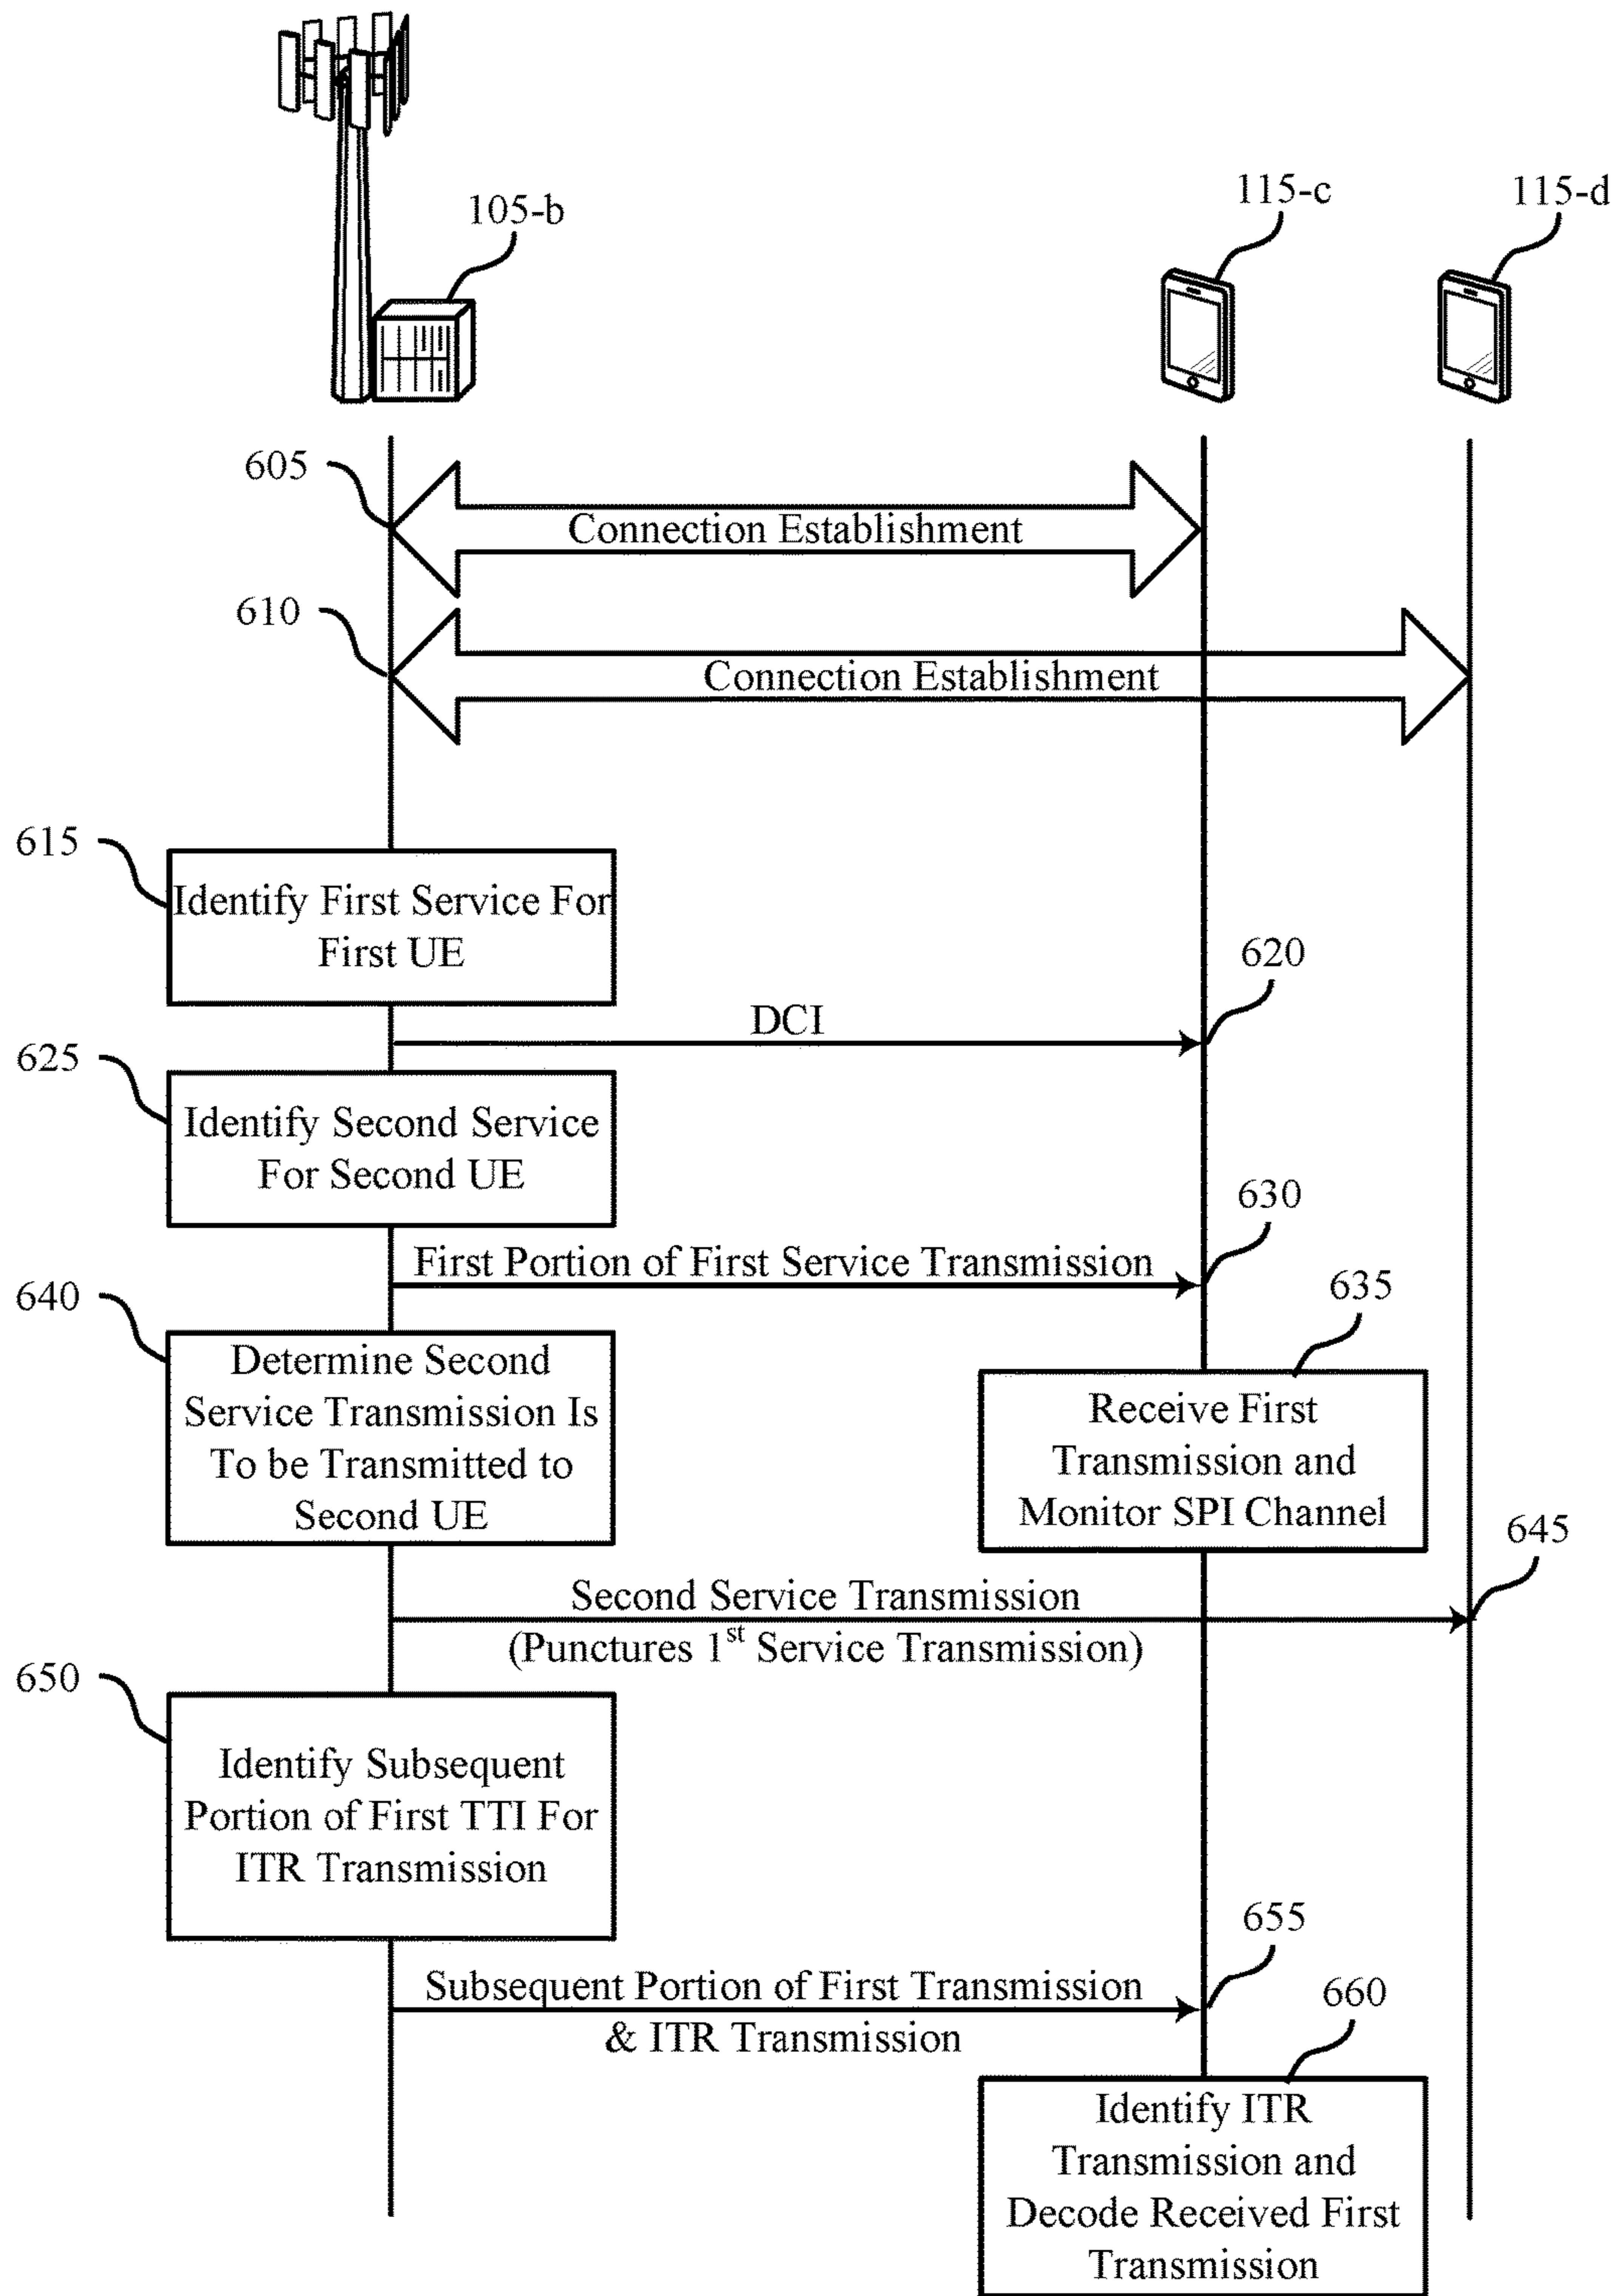 105-b
115-c
115-d
605
Connection Establishment
610
Connection Establishment
615
Identify First Service For
First UE
620
DCI
625
Identify Second Service
For Second UE
630
First Portion of First Service Transmission
635
640
Determine Second
Service Transmission Is
To be Transmitted to
Second UE
Receive First
Transmission and
Monitor SPI Channel
645
Second Service Transmission
(Punctures 1st Service Transmission)
650
Identify Subsequent
Portion of First TTI For
ITR Transmission
655
Subsequent Portion of First Transmission
& ITR Transmission
660
Identify ITR
Transmission and
Decode Received First
Transmission